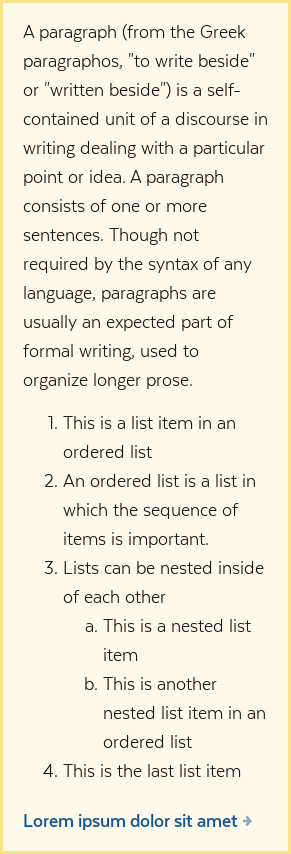 A paragraph (from the Greek
paragraphos, "to write beside"
or "written beside") is a self-
contained unit of a discourse in
writing dealing with a particular
point or idea. A paragraph
consists of one or more
sentences. Though not
required by the syntax of any
language, paragraphs are
usually an expected part of
formal writing, used to
organize longer prose.
1. This is a list item in an
ordered list
2. An ordered list is a list in
which the sequence of
items is important.
3. Lists can be nested inside
of each other
a. This is a nested list
item
b. This is another
nested list item in an
ordered list
4. This is the last list item
Lorem ipsum dolor sit amet →